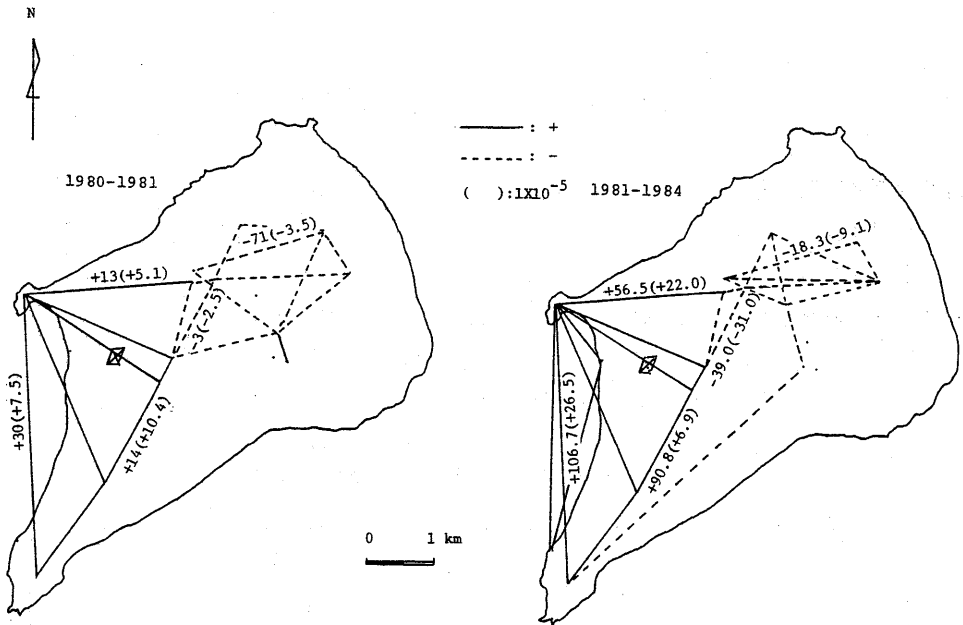 N
1980-1981
——— : +
------ : -
( ):1X10⁻⁵
1981-1984
-71(-3.5)
+13(+5.1)
-3(-2.5)
+30(+7.5)
+14(+10.4)
-18.3(-9.1)
+56.5(+22.0)
-39.0(-31.0)
+106.7(+26.5)
+90.8(+6.9)
0 1 km